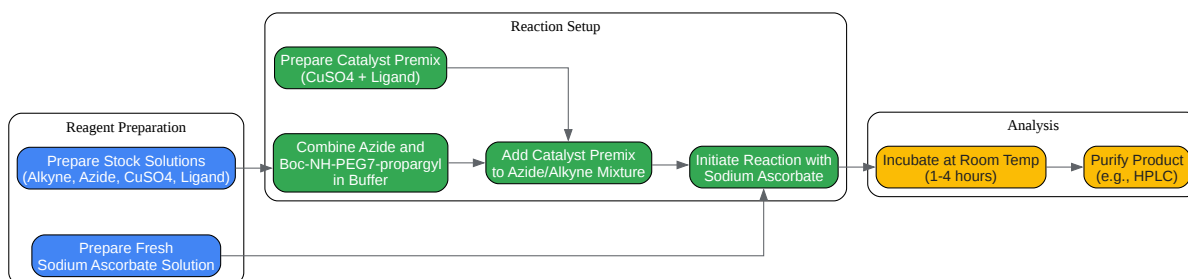 Reaction Setup
Prepare Catalyst Premix
(CuSO4 + Ligand)
Reagent Preparation
Prepare Stock Solutions
(Alkyne, Azide, CuSO4, Ligand)
Combine Azide and
Boc-NH-PEG7-propargyl
in Buffer
Add Catalyst Premix
to Azide/Alkyne Mixture
Initiate Reaction with
Sodium Ascorbate
Analysis
Incubate at Room Temp
(1-4 hours)
Purify Product
(e.g., HPLC)
Prepare Fresh
Sodium Ascorbate Solution